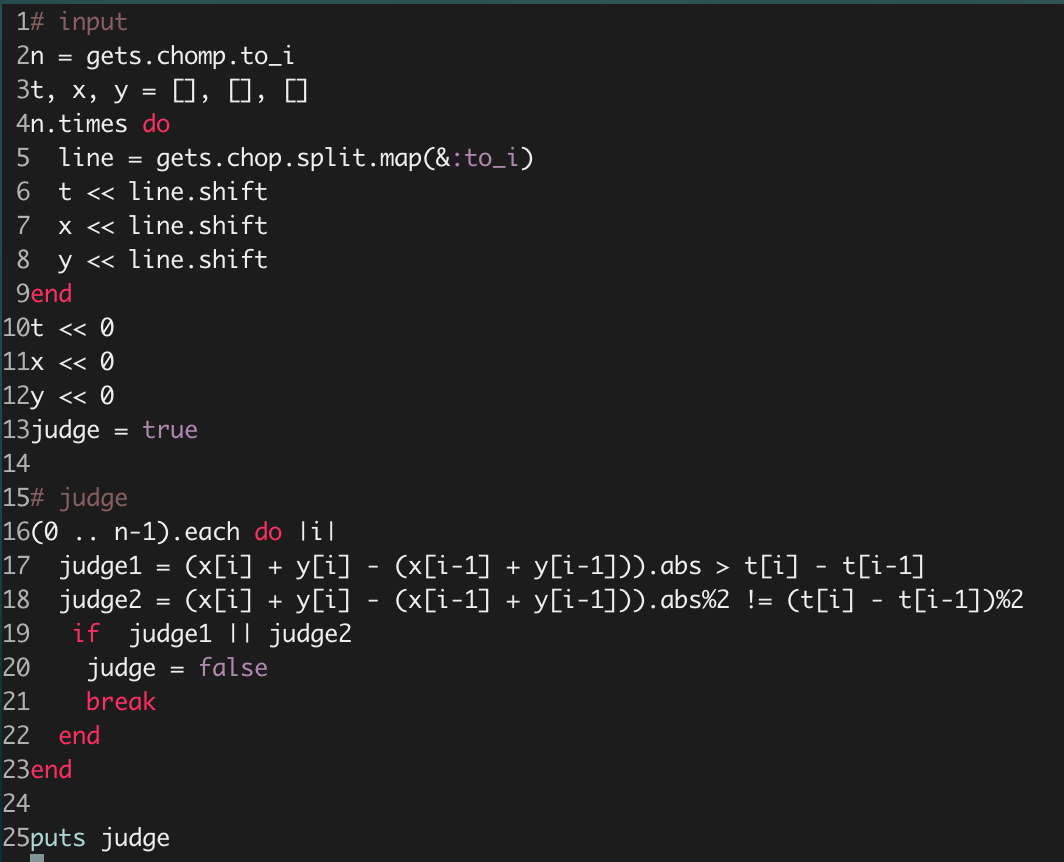 1# input
2n = gets.chomp.to_i
3t, x, y = [], [], []
4n.times do
5  line = gets.chop.split.map(&:to_i)
6  t << line.shift
7  x << line.shift
8  y << line.shift
9end
10t << 0
11x << 0
12y << 0
13judge = true
14
15# judge
16(0 .. n-1).each do |i|
17  judge1 = (x[i] + y[i] - (x[i-1] + y[i-1])).abs > t[i] - t[i-1]
18  judge2 = (x[i] + y[i] - (x[i-1] + y[i-1])).abs%2 != (t[i] - t[i-1])%2
19   if  judge1 || judge2
20    judge = false
21    break
22  end
23end
24
25puts judge